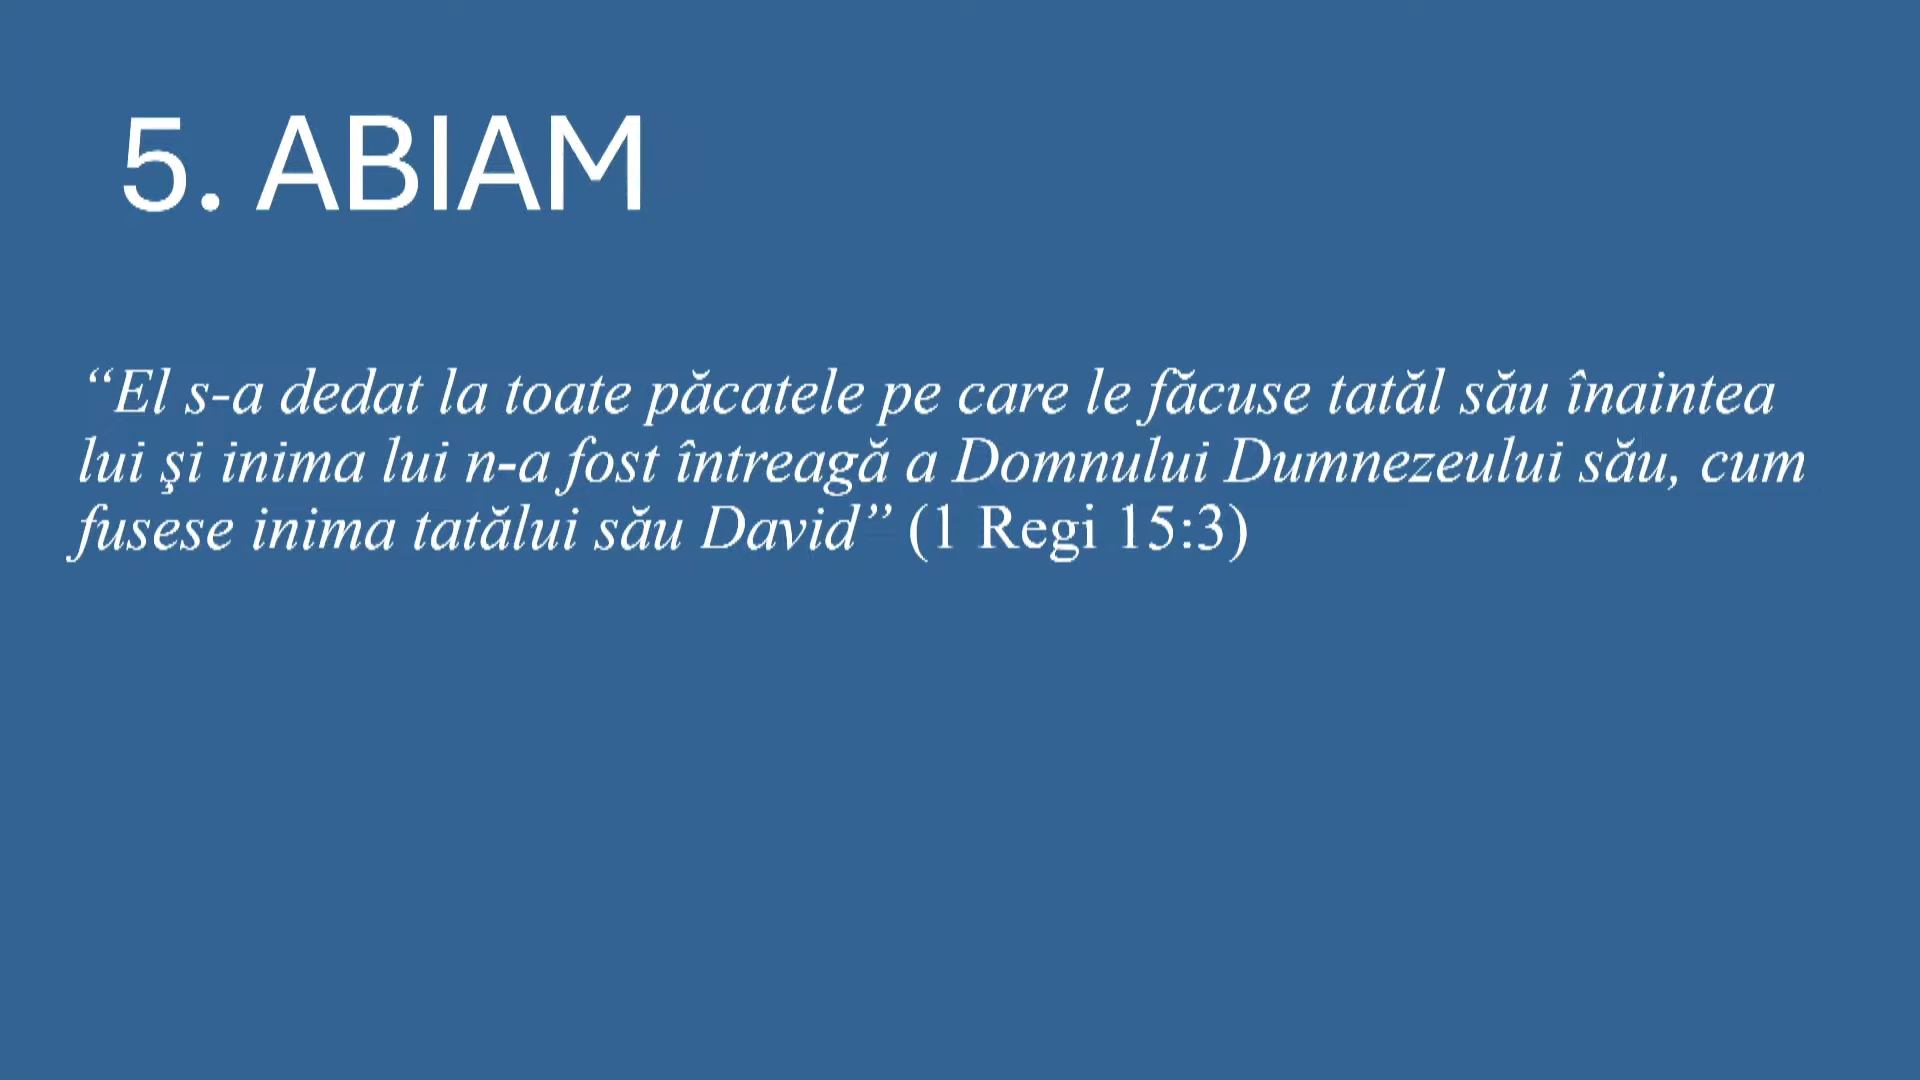 5. ABIAM
“El s-a dedat la toate păcatele pe care le făcuse tatăl său înaintea
lui şi inima lui n-a fost întreagă a Domnului Dumnezeului său, cum
fusese inima tatălui său David” (1 Regi 15:3)